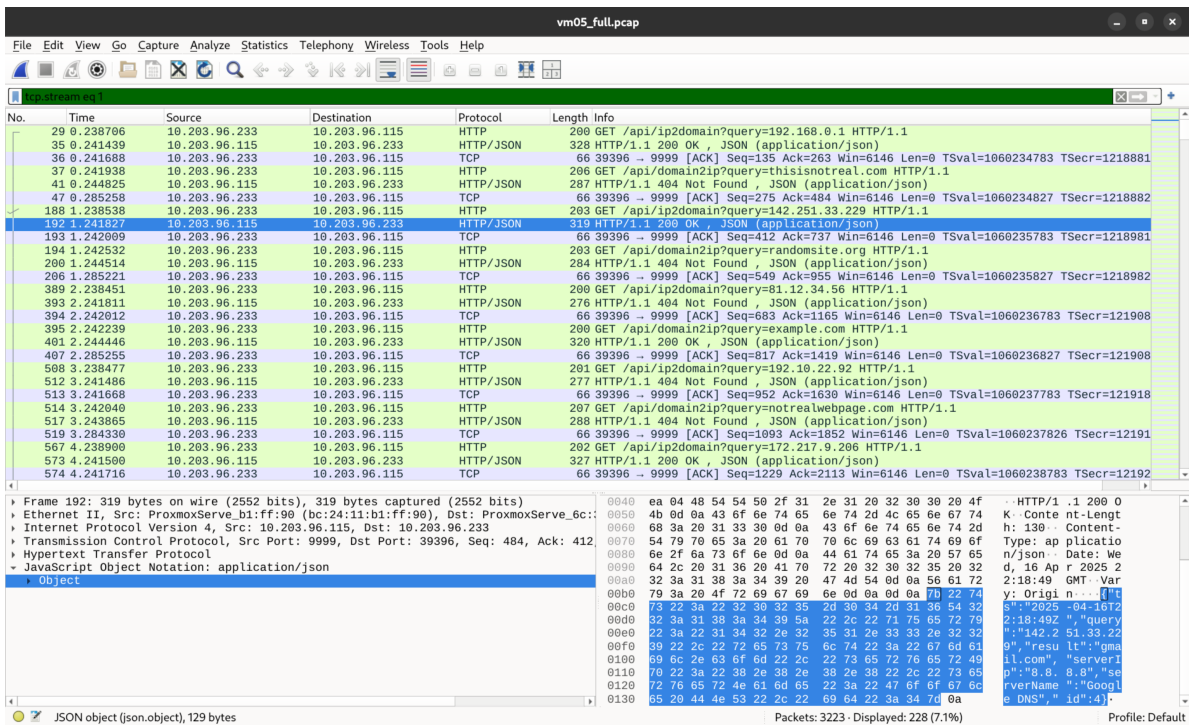 vm05_full.pcap
File Edit View Go Capture Analyze Statistics Telephony Wireless Tools Help
tcp.stream eq 1
No. Time Source Destination Protocol Length Info
29 0.238706 10.203.96.233 10.203.96.115 HTTP 200 GET /api/ip2domain?query=192.168.0.1 HTTP/1.1
35 0.241439 10.203.96.115 10.203.96.233 HTTP/JSON 328 HTTP/1.1 200 OK , JSON (application/json)
36 0.241688 10.203.96.233 10.203.96.115 TCP 66 39396 → 9999 [ACK] Seq=135 Ack=263 Win=6146 Len=0 TSval=1060234783 TSecr=1218881
37 0.241938 10.203.96.233 10.203.96.115 HTTP 206 GET /api/domain2ip?query=thisisnotreal.com HTTP/1.1
41 0.244825 10.203.96.115 10.203.96.233 HTTP/JSON 287 HTTP/1.1 404 Not Found , JSON (application/json)
47 0.285258 10.203.96.233 10.203.96.115 TCP 66 39396 → 9999 [ACK] Seq=275 Ack=484 Win=6146 Len=0 TSval=1060234827 TSecr=1218882
188 1.238538 10.203.96.233 10.203.96.115 HTTP 203 GET /api/ip2domain?query=142.251.33.229 HTTP/1.1
192 1.241827 10.203.96.115 10.203.96.233 HTTP/JSON 319 HTTP/1.1 200 OK , JSON (application/json)
193 1.242009 10.203.96.233 10.203.96.115 TCP 66 39396 → 9999 [ACK] Seq=412 Ack=737 Win=6146 Len=0 TSval=1060235783 TSecr=1218981
194 1.242532 10.203.96.233 10.203.96.115 HTTP 203 GET /api/domain2ip?query=randomsite.org HTTP/1.1
200 1.244514 10.203.96.115 10.203.96.233 HTTP/JSON 284 HTTP/1.1 404 Not Found , JSON (application/json)
206 1.285221 10.203.96.233 10.203.96.115 TCP 66 39396 → 9999 [ACK] Seq=549 Ack=955 Win=6146 Len=0 TSval=1060235827 TSecr=1218982
389 2.238451 10.203.96.233 10.203.96.115 HTTP 200 GET /api/ip2domain?query=81.12.34.56 HTTP/1.1
393 2.241811 10.203.96.115 10.203.96.233 HTTP/JSON 276 HTTP/1.1 404 Not Found , JSON (application/json)
394 2.242012 10.203.96.233 10.203.96.115 TCP 66 39396 → 9999 [ACK] Seq=683 Ack=1165 Win=6146 Len=0 TSval=1060236783 TSecr=121908
395 2.242239 10.203.96.233 10.203.96.115 HTTP 200 GET /api/domain2ip?query=example.com HTTP/1.1
401 2.244446 10.203.96.115 10.203.96.233 HTTP/JSON 320 HTTP/1.1 200 OK , JSON (application/json)
407 2.285255 10.203.96.233 10.203.96.115 TCP 66 39396 → 9999 [ACK] Seq=817 Ack=1419 Win=6146 Len=0 TSval=1060236827 TSecr=121908
508 3.238477 10.203.96.233 10.203.96.115 HTTP 201 GET /api/ip2domain?query=192.10.22.92 HTTP/1.1
512 3.241486 10.203.96.115 10.203.96.233 HTTP/JSON 277 HTTP/1.1 404 Not Found , JSON (application/json)
513 3.241668 10.203.96.233 10.203.96.115 TCP 66 39396 → 9999 [ACK] Seq=952 Ack=1630 Win=6146 Len=0 TSval=1060237783 TSecr=121918
514 3.242040 10.203.96.233 10.203.96.115 HTTP 207 GET /api/domain2ip?query=notrealwebpage.com HTTP/1.1
517 3.243865 10.203.96.115 10.203.96.233 HTTP/JSON 288 HTTP/1.1 404 Not Found , JSON (application/json)
519 3.284330 10.203.96.233 10.203.96.115 TCP 66 39396 → 9999 [ACK] Seq=1093 Ack=1852 Win=6146 Len=0 TSval=1060237826 TSecr=12191
567 4.238900 10.203.96.233 10.203.96.115 HTTP 202 GET /api/ip2domain?query=172.217.9.206 HTTP/1.1
573 4.241500 10.203.96.115 10.203.96.233 HTTP/JSON 327 HTTP/1.1 200 OK , JSON (application/json)
574 4.241716 10.203.96.233 10.203.96.115 TCP 66 39396 → 9999 [ACK] Seq=1229 Ack=2113 Win=6146 Len=0 TSval=1060238783 TSecr=12192
Frame 192: 319 bytes on wire (2552 bits), 319 bytes captured (2552 bits)
Ethernet II, Src: ProxmoxServe_b1:ff:90 (bc:24:11:b1:ff:90), Dst: ProxmoxServe_6c:
Internet Protocol Version 4, Src: 10.203.96.115, Dst: 10.203.96.233
Transmission Control Protocol, Src Port: 9999, Dst Port: 39396, Seq: 484, Ack: 412,
Hypertext Transfer Protocol
JavaScript Object Notation: application/json
Object
0040 ea 04 48 54 54 50 2f 31 2e 31 20 32 30 30 20 4f ··HTTP/1 .1 200 O
0050 4b 0d 0a 43 6f 6e 74 65 6e 74 2d 4c 65 6e 67 74 K··Conte nt-Lengt
0060 68 3a 20 31 33 30 0d 0a 43 6f 6e 74 65 6e 74 2d h: 130·· Content-
0070 54 79 70 65 3a 20 61 70 70 6c 69 63 61 74 69 6f Type: ap plicatio
0080 6e 2f 6a 73 6f 6e 0d 0a 44 61 74 65 3a 20 57 65 n/json·· Date: We
0090 64 2c 20 31 36 20 41 70 72 20 32 30 32 35 20 32 d, 16 Ap r 2025 2
00a0 32 3a 31 38 3a 34 39 20 47 4d 54 0d 0a 56 61 72 2:18:49 GMT··Var
00b0 79 3a 20 4f 72 69 67 69 6e 0d 0a 0d 0a 7b 22 74 y: Origi n····{"t
00c0 73 22 3a 22 32 30 32 35 2d 30 34 2d 31 36 54 32 s":"2025 -04-16T2
00d0 32 3a 31 38 3a 34 39 5a 22 2c 22 71 75 65 72 79 2:18:49Z ","query
00e0 22 3a 22 31 34 32 2e 32 35 31 2e 33 33 2e 32 32 ":"142.2 51.33.22
00f0 39 22 2c 22 72 65 73 75 6c 74 22 3a 22 67 6d 61 9","resu lt":"gma
0100 69 6c 2e 63 6f 6d 22 2c 22 73 65 72 76 65 72 49 il.com", "serverI
0110 70 22 3a 22 38 2e 38 2e 38 2e 38 22 2c 22 73 65 p":"8.8. 8.8","se
0120 72 76 65 72 4e 61 6d 65 22 3a 22 47 6f 6f 67 6c rverName ":"Googl
0130 65 20 44 4e 53 22 2c 22 69 64 22 3a 34 7d 0a e DNS"," id":4}·
JSON object (json.object), 129 bytes Packets: 3223 · Displayed: 228 (7.1%) Profile: Default